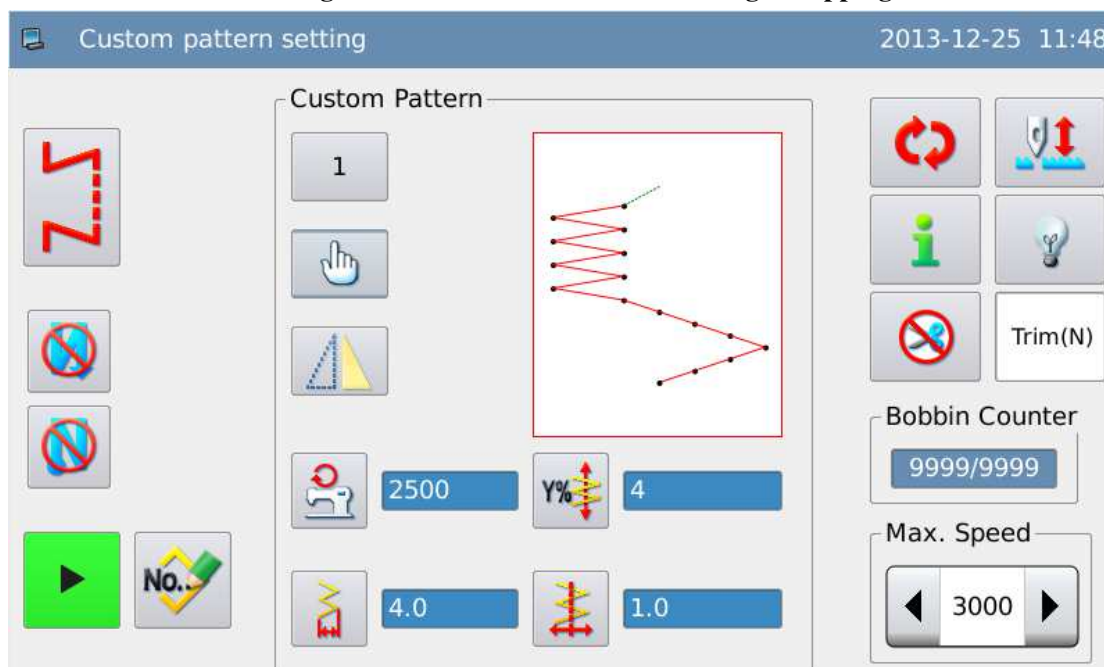 Custom pattern setting
2013-12-25 11:48
Custom Pattern
1
Trim(N)
Bobbin Counter
9999/9999
2500
Y%
4
Max. Speed
No..
4.0
1.0
3000